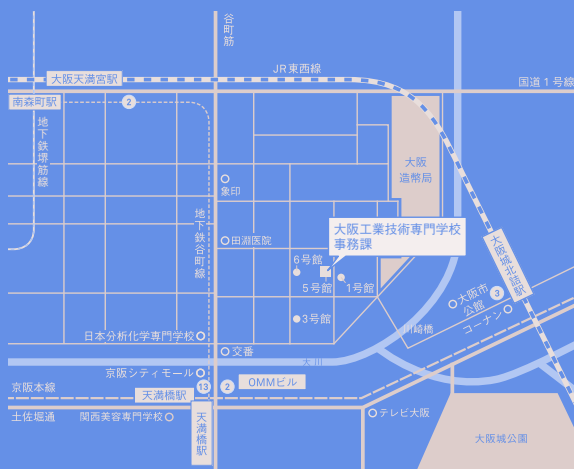 谷町筋
JR東西線
大阪天満宮駅
国道1号線
南森町駅
2
地下鉄堺筋線
大阪
造幣局
象印
地下鉄谷町線
田淵医院
大阪工業技術専門学校
事務課
大阪城北詰駅
6号館
5号館
1号館
大阪市
公館
3
コーナン
3号館
川崎橋
日本分析化学専門学校
交番
大川
京阪シティモール
京阪本線
13
2
OMMビル
天満橋駅
土佐堀通
関西美容専門学校
天満橋駅
テレビ大阪
大阪城公園